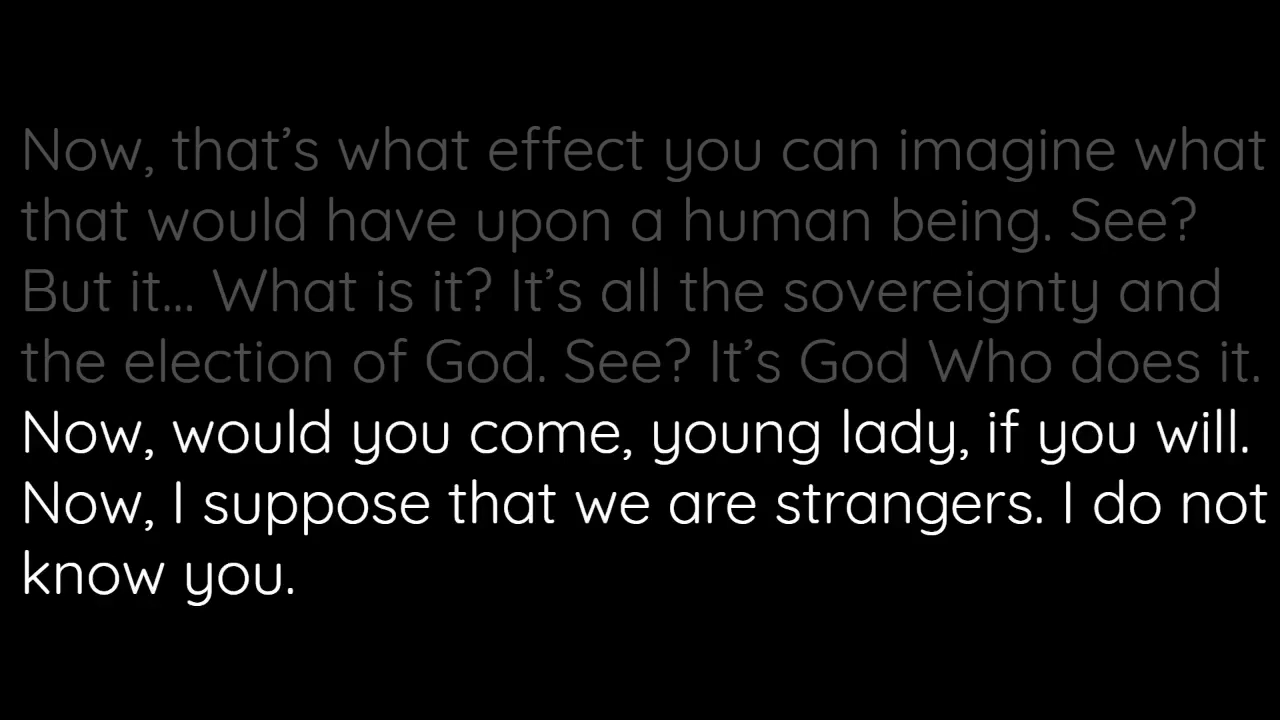 Now, that’s what effect you can imagine what
that would have upon a human being. See?
But it... What is it? It’s all the sovereignty and
the election of God. See? It’s God Who does it.
Now, would you come, young lady, if you will.
Now, I suppose that we are strangers. I do not
know you.